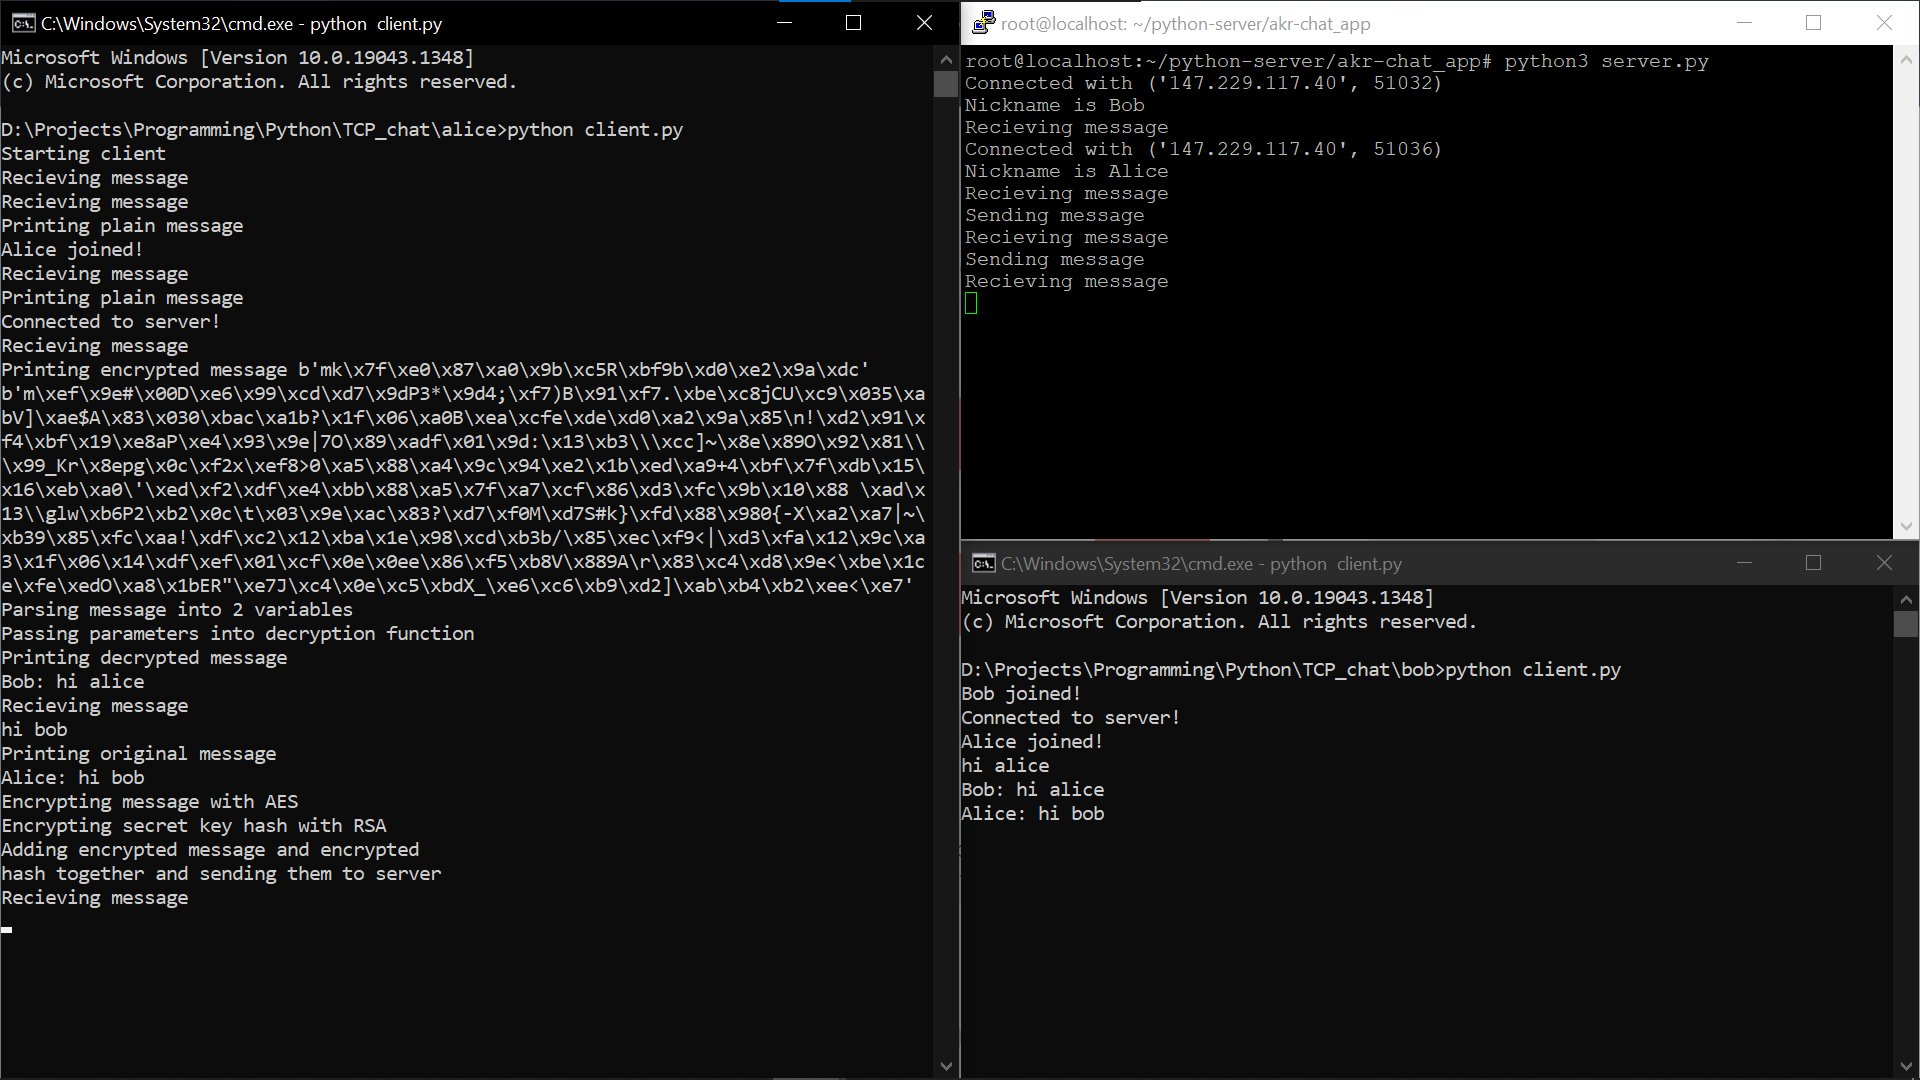 C:\Windows\System32\cmd.exe - python  client.py
Microsoft Windows [Version 10.0.19043.1348]
(c) Microsoft Corporation. All rights reserved.
D:\Projects\Programming\Python\TCP_chat\alice>python client.py
Starting client
Recieving message
Recieving message
Printing plain message
Alice joined!
Recieving message
Printing plain message
Connected to server!
Recieving message
Printing encrypted message b'mk\x7f\xe0\x87\xa0\x9b\xc5R\xbf9b\xd0\xe2\x9a\xdc'
b'm\xef\x9e#\x00D\xe6\x99\xcd\xd7\x9dP3*\x9d4;\xf7)B\x91\xf7.\xbe\xc8jCU\xc9\x035\xa
bV]\xae$A\x83\x030\xbac\xa1b?\x1f\x06\xa0B\xea\xcfe\xde\xd0\xa2\x9a\x85\n!\xd2\x91\x
f4\xbf\x19\xe8aP\xe4\x93\x9e|7O\x89\xadf\x01\x9d:\x13\xb3\\\xcc]~\x8e\x89O\x92\x81\\
\x99_Kr\x8epg\x0c\xf2x\xef8>0\xa5\x88\xa4\x9c\x94\xe2\x1b\xed\xa9+4\xbf\x7f\xdb\x15\
x16\xeb\xa0\'\xed\xf2\xdf\xe4\xbb\x88\xa5\x7f\xa7\xcf\x86\xd3\xfc\x9b\x10\x88 \xad\x
13\\glw\xb6P2\xb2\x0c\t\x03\x9e\xac\x83?\xd7\xf0M\xd7S#k}\xfd\x88\x980{-X\xa2\xa7|~\
xb39\x85\xfc\xaa!\xdf\xc2\x12\xba\x1e\x98\xcd\xb3b/\x85\xec\xf9<|\xd3\xfa\x12\x9c\xa
3\x1f\x06\x14\xdf\xef\x01\xcf\x0e\x0ee\x86\xf5\xb8V\x889A\r\x83\xc4\xd8\x9e<\xbe\x1c
e\xfe\xedO\xa8\x1bER"\xe7J\xc4\x0e\xc5\xbdX_\xe6\xc6\xb9\xd2]\xab\xb4\xb2\xee<\xe7'
Parsing message into 2 variables
Passing parameters into decryption function
Printing decrypted message
Bob: hi alice
Recieving message
hi bob
Printing original message
Alice: hi bob
Encrypting message with AES
Encrypting secret key hash with RSA
Adding encrypted message and encrypted
hash together and sending them to server
Recieving message
root@localhost: ~/python-server/akr-chat_app
root@localhost:~/python-server/akr-chat_app# python3 server.py
Connected with ('147.229.117.40', 51032)
Nickname is Bob
Recieving message
Connected with ('147.229.117.40', 51036)
Nickname is Alice
Recieving message
Sending message
Recieving message
Sending message
Recieving message
C:\Windows\System32\cmd.exe - python  client.py
Microsoft Windows [Version 10.0.19043.1348]
(c) Microsoft Corporation. All rights reserved.
D:\Projects\Programming\Python\TCP_chat\bob>python client.py
Bob joined!
Connected to server!
Alice joined!
hi alice
Bob: hi alice
Alice: hi bob